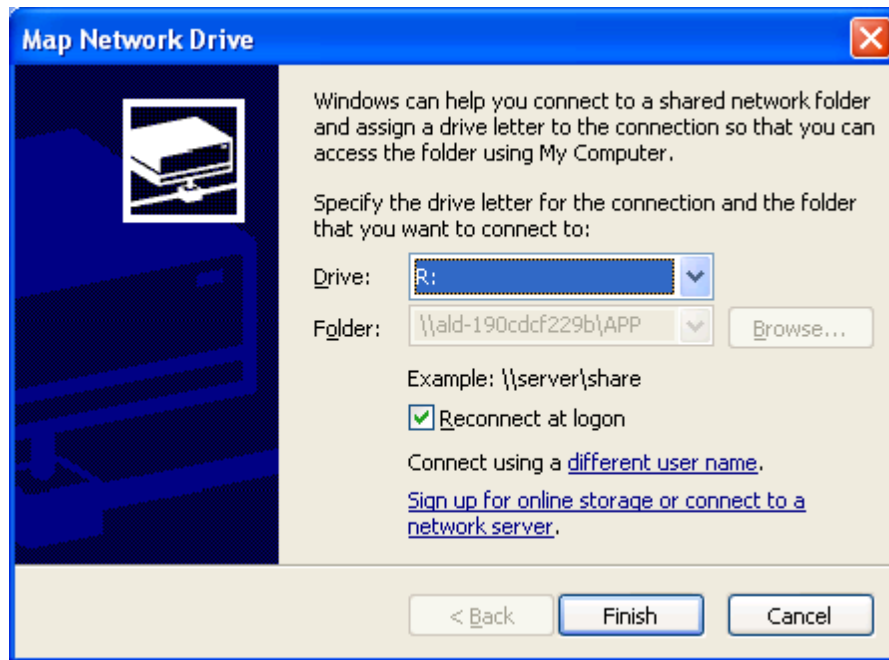 Map Network Drive
Windows can help you connect to a shared network folder
and assign a drive letter to the connection so that you can
access the folder using My Computer.
Specify the drive letter for the connection and the folder
that you want to connect to:
Drive: R:
Folder: \\ald-190cdcf229b\APP Browse...
Example: \\server\share
Reconnect at logon
Connect using a different user name.
Sign up for online storage or connect to a
network server.
< Back Finish Cancel